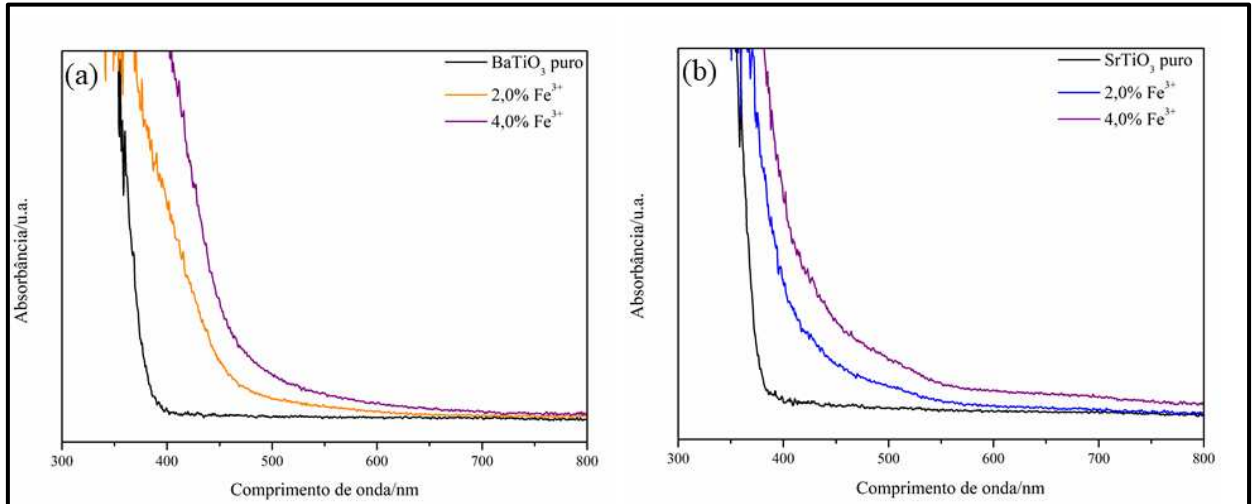 (a)
BaTiO₃ puro
2,0% Fe³⁺
4,0% Fe³⁺
Absorbância/u.a.
300 400 500 600 700 800
Comprimento de onda/nm
(b)
SrTiO₃ puro
2,0% Fe³⁺
4,0% Fe³⁺
Absorbância/u.a.
300 400 500 600 700 800
Comprimento de onda/nm